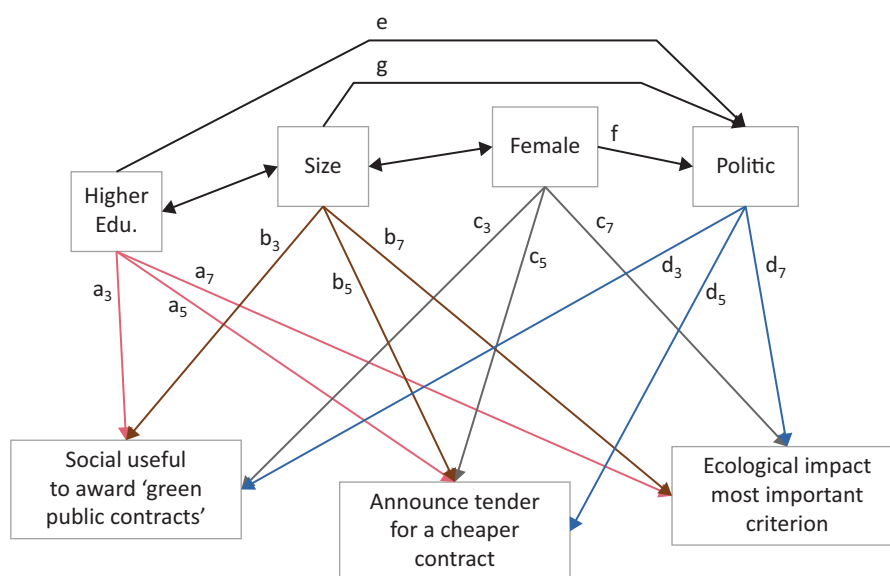 e
g
f
Higher
Edu.
Size
Female
Politic
a₃
a₅
a₇
b₃
b₅
b₇
c₃
c₅
c₇
d₃
d₅
d₇
Social useful
to award ‘green
public contracts’
Announce tender
for a cheaper
contract
Ecological impact
most important
criterion